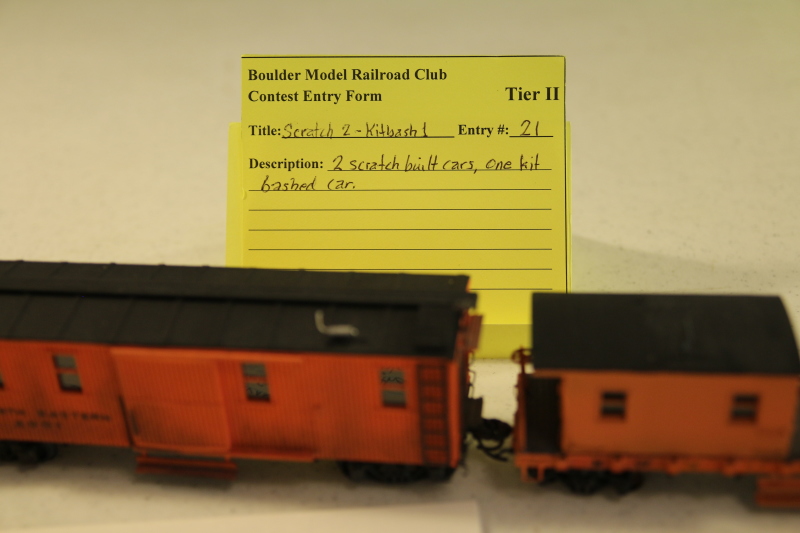 Boulder Model Railroad Club
Contest Entry Form Tier II
Title: Scratch 2 - Kitbash 1 Entry #: 21
Description: 2 scratch built cars, one kit
bashed car.
EASTERN